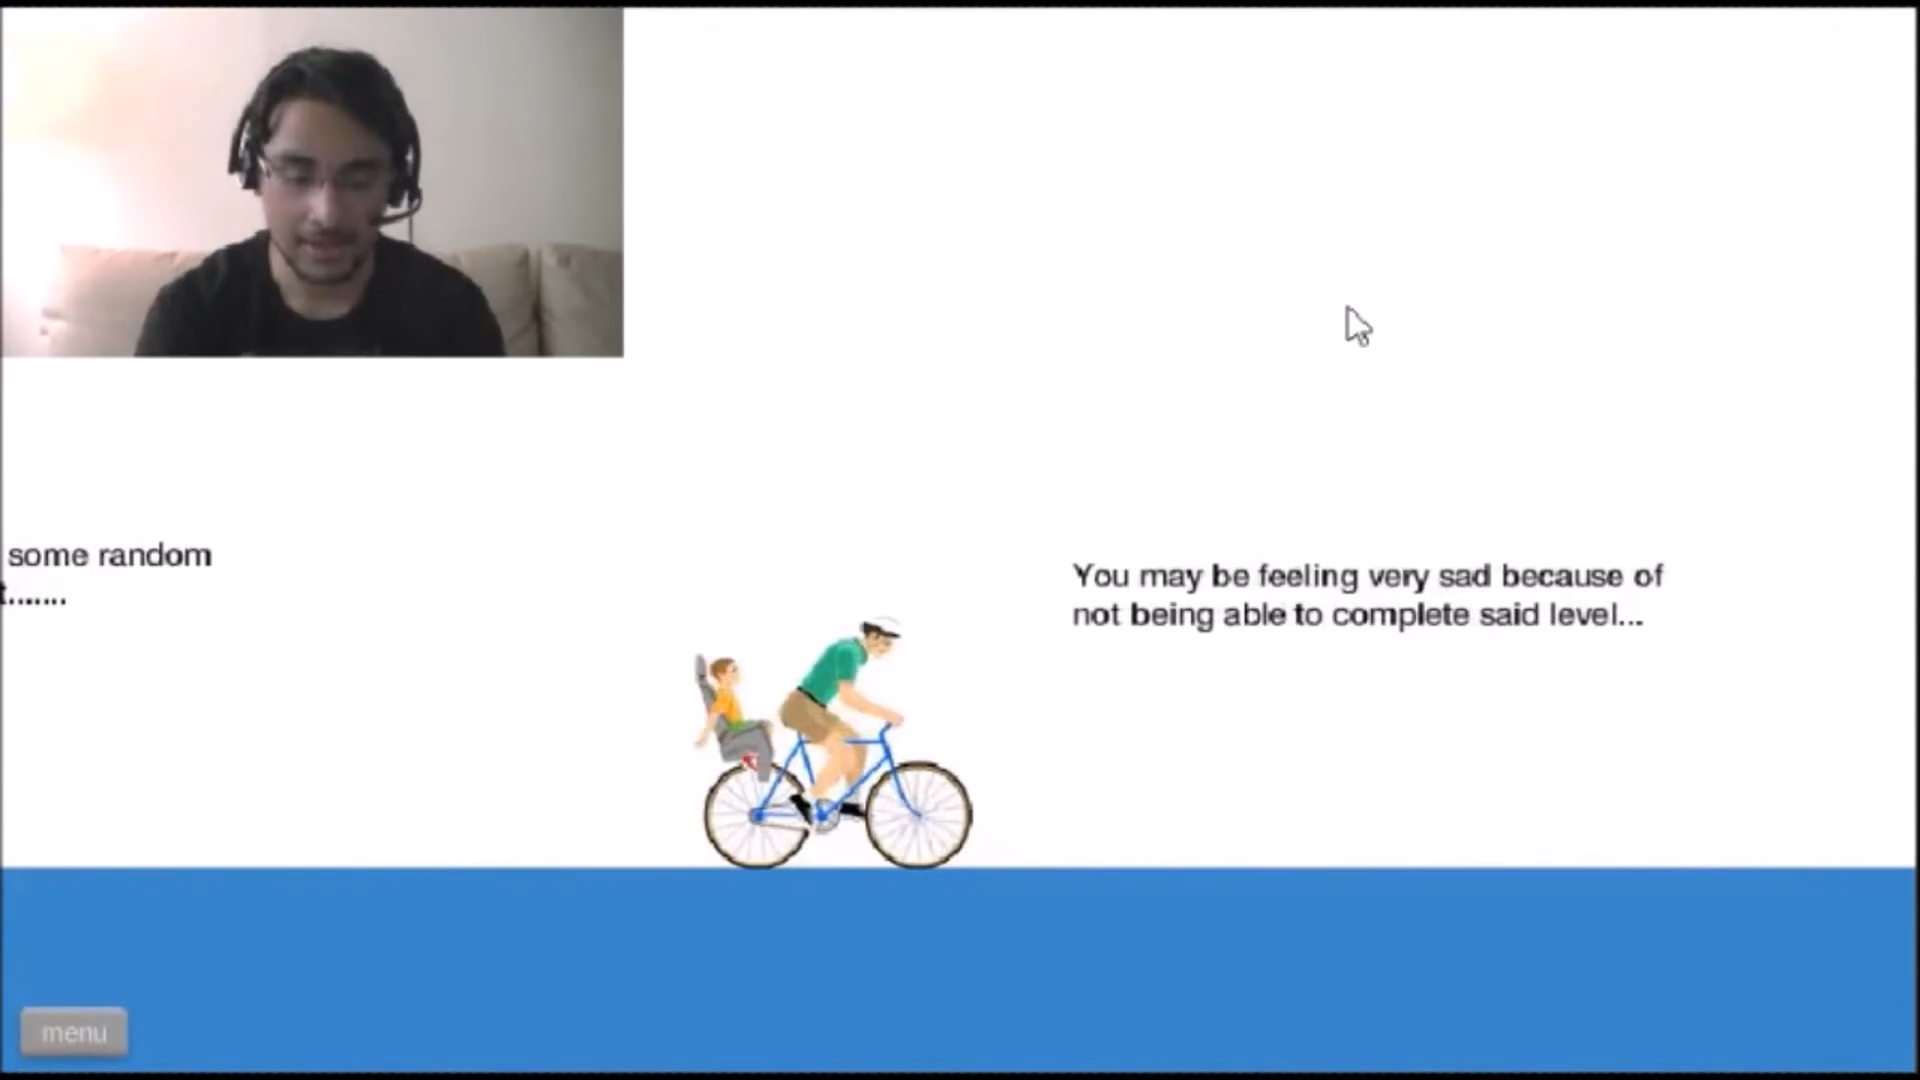 some random
t.......
You may be feeling very sad because of
not being able to complete said level...
menu